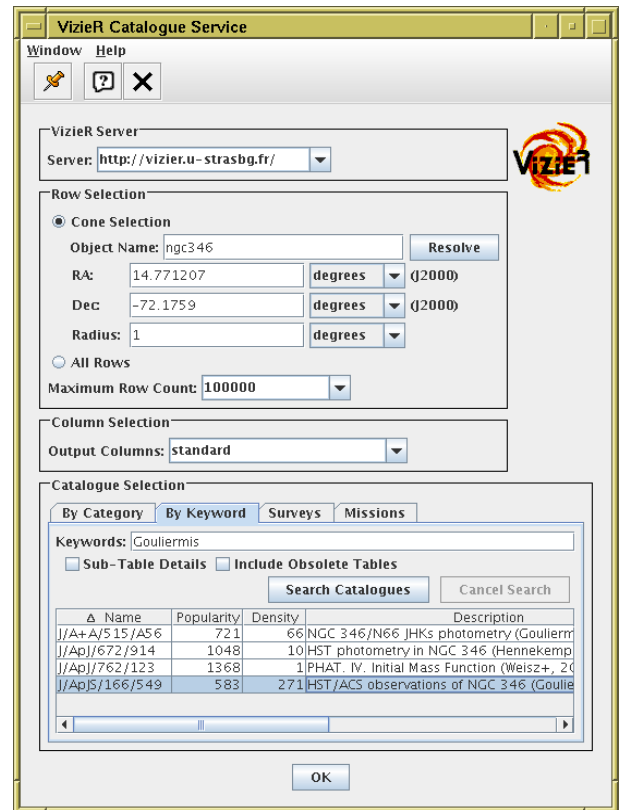 VizieR Catalogue Service
Window Help
VizieR Server
Server: http://vizier.u-strasbg.fr/
VizieR
Row Selection
Cone Selection
Object Name: ngc346 Resolve
RA: 14.771207 degrees (J2000)
Dec: -72.1759 degrees (J2000)
Radius: 1 degrees
All Rows
Maximum Row Count: 100000
Column Selection
Output Columns: standard
Catalogue Selection
By Category By Keyword Surveys Missions
Keywords: Gouliermis
Sub-Table Details Include Obsolete Tables
Search Catalogues Cancel Search
Δ Name Popularity Density Description
J/A+A/515/A56 721 66 NGC 346/N66 JHKs photometry (Goulierm
J/ApJ/672/914 1048 10 HST photometry in NGC 346 (Hennekemp
J/ApJ/762/123 1368 1 PHAT. IV. Initial Mass Function (Weisz+, 20
J/ApJS/166/549 583 271 HST/ACS observations of NGC 346 (Goulie
OK